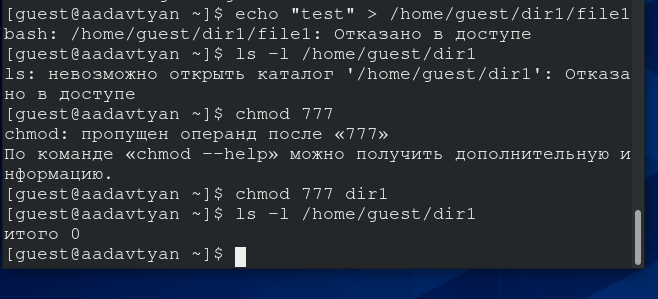 [guest@aadavtyan ~]$ echo "test" > /home/guest/dir1/file1
bash: /home/guest/dir1/file1: Отказано в доступе
[guest@aadavtyan ~]$ ls -l /home/guest/dir1
ls: невозможно открыть каталог '/home/guest/dir1': Отказа
но в доступе
[guest@aadavtyan ~]$ chmod 777
chmod: пропущен операнд после «777»
По команде «chmod --help» можно получить дополнительную и
нформацию.
[guest@aadavtyan ~]$ chmod 777 dir1
[guest@aadavtyan ~]$ ls -l /home/guest/dir1
итого 0
[guest@aadavtyan ~]$